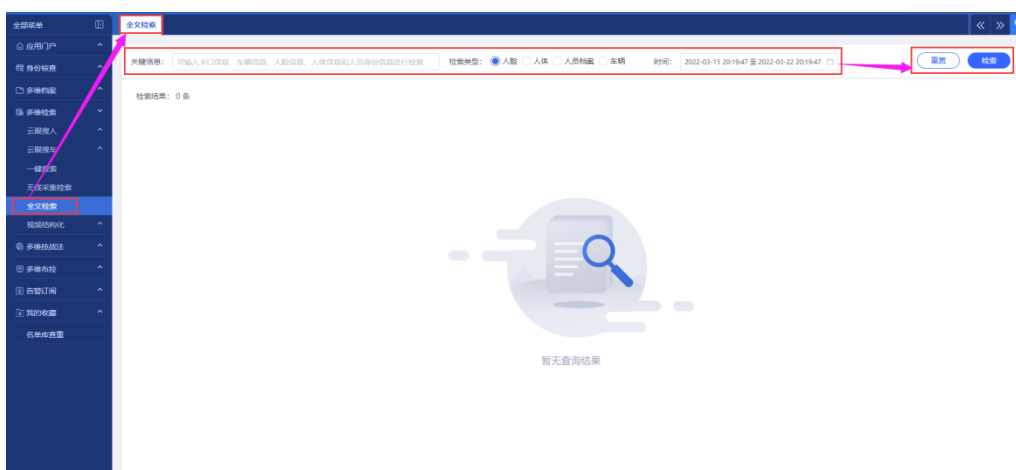 全部菜单
全文检索
应用门户
身份核查
多维档案
多维检索
云眼搜人
云眼搜车
一键搜索
无线采集检索
全文检索
视频结构化
多维技战法
多维布控
告警订阅
我的收藏
名单库查重
关键信息: 可输入卡口信息、车辆信息、人脸信息、人体信息和人员身份信息进行检索 检索类型: 人脸 人体 人员档案 车辆 时间: 2022-03-15 20:19:47 至 2022-03-22 20:19:47 重置 检索
检索结果: 0 条
暂无查询结果